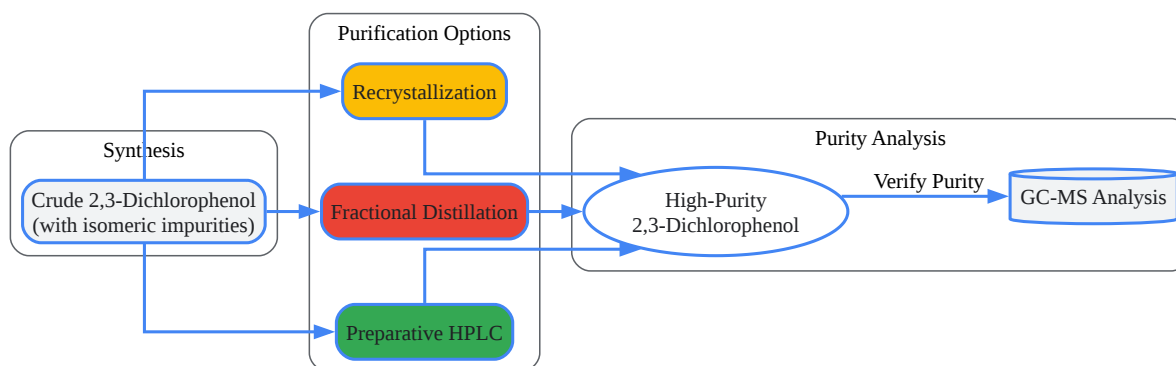 Purification Options
Recrystallization
Synthesis
Crude 2,3-Dichlorophenol
(with isomeric impurities)
Fractional Distillation
Preparative HPLC
Purity Analysis
High-Purity
2,3-Dichlorophenol
Verify Purity
GC-MS Analysis